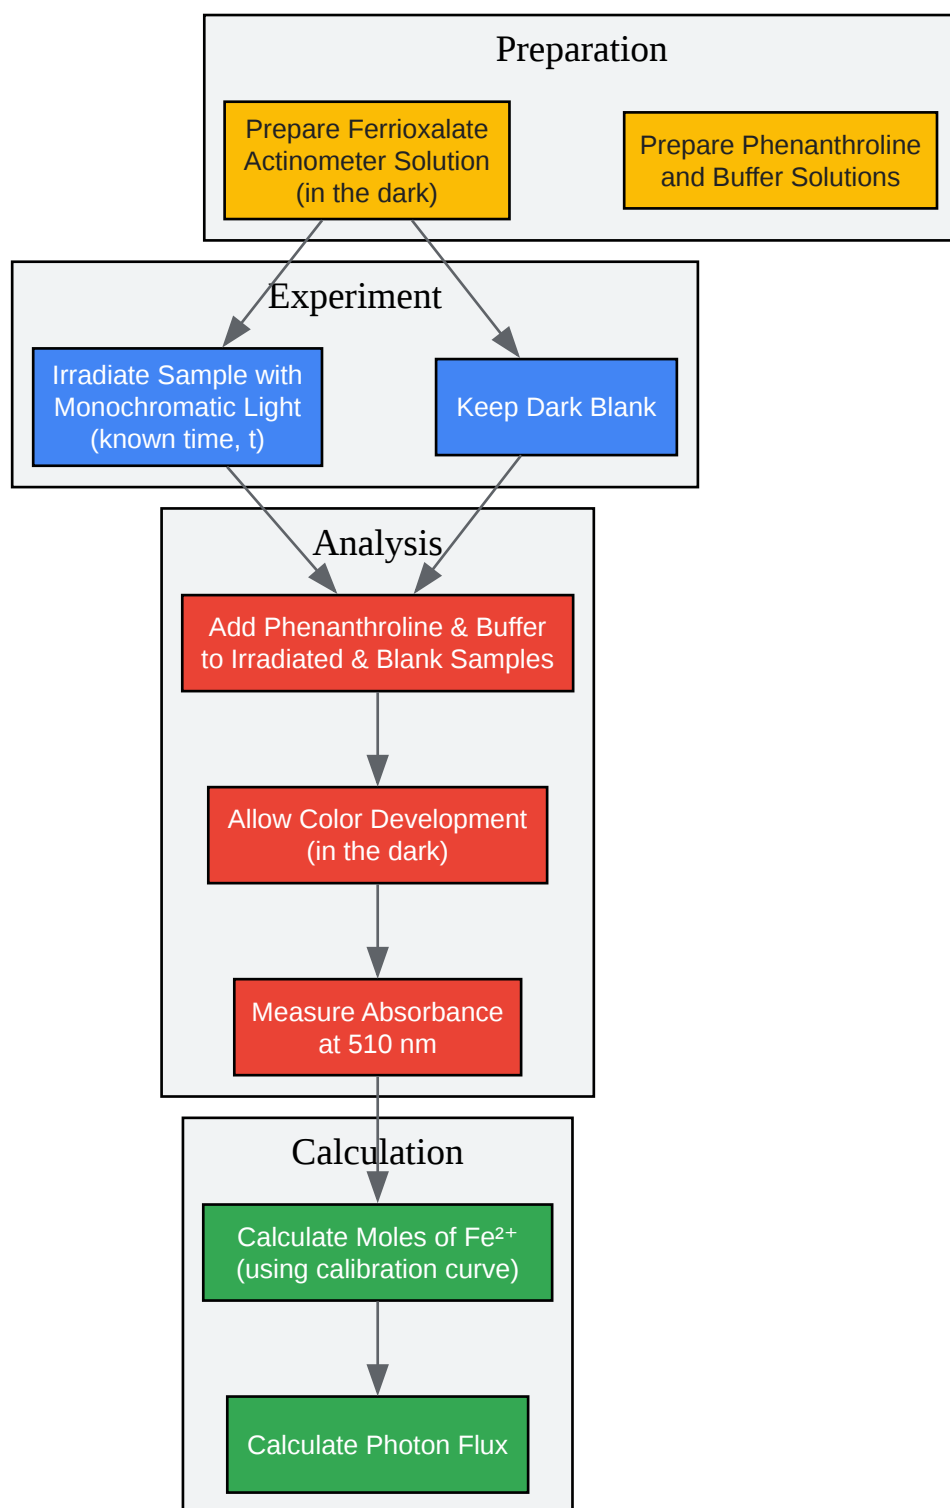 Preparation
Prepare Ferrioxalate
Actinometer Solution
(in the dark)
Prepare Phenanthroline
and Buffer Solutions
Experiment
Irradiate Sample with
Monochromatic Light
(known time, t)
Keep Dark Blank
Analysis
Add Phenanthroline & Buffer
to Irradiated & Blank Samples
Allow Color Development
(in the dark)
Measure Absorbance
at 510 nm
Calculation
Calculate Moles of Fe²⁺
(using calibration curve)
Calculate Photon Flux